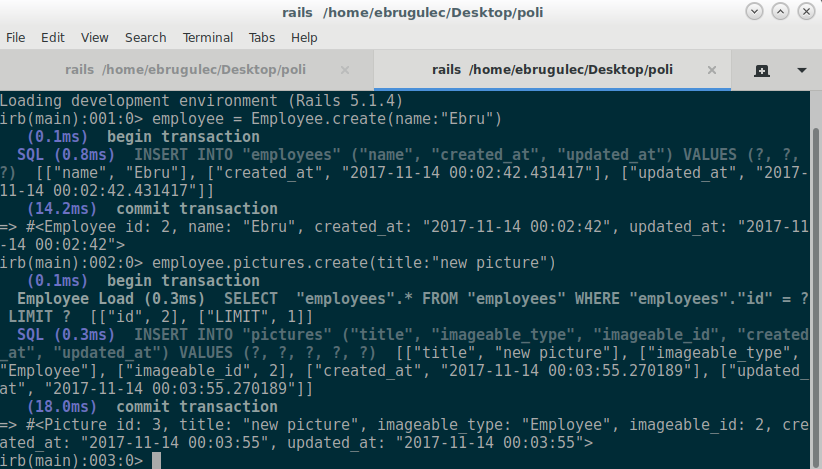 rails /home/ebrugulec/Desktop/poli
File Edit View Search Terminal Tabs Help
rails /home/ebrugulec/Desktop/poli × rails /home/ebrugulec/Desktop/poli ×
Loading development environment (Rails 5.1.4)
irb(main):001:0> employee = Employee.create(name:"Ebru")
   (0.1ms)  begin transaction
  SQL (0.8ms)  INSERT INTO "employees" ("name", "created_at", "updated_at") VALUES (?, ?,
?)  [["name", "Ebru"], ["created_at", "2017-11-14 00:02:42.431417"], ["updated_at", "2017-
11-14 00:02:42.431417"]]
   (14.2ms)  commit transaction
=> #<Employee id: 2, name: "Ebru", created_at: "2017-11-14 00:02:42", updated_at: "2017-11
-14 00:02:42">
irb(main):002:0> employee.pictures.create(title:"new picture")
   (0.1ms)  begin transaction
  Employee Load (0.3ms)  SELECT  "employees".* FROM "employees" WHERE "employees"."id" = ?
 LIMIT ?  [["id", 2], ["LIMIT", 1]]
  SQL (0.3ms)  INSERT INTO "pictures" ("title", "imageable_type", "imageable_id", "created
_at", "updated_at") VALUES (?, ?, ?, ?, ?)  [["title", "new picture"], ["imageable_type",
"Employee"], ["imageable_id", 2], ["created_at", "2017-11-14 00:03:55.270189"], ["updated_
at", "2017-11-14 00:03:55.270189"]]
   (18.0ms)  commit transaction
=> #<Picture id: 3, title: "new picture", imageable_type: "Employee", imageable_id: 2, cre
ated_at: "2017-11-14 00:03:55", updated_at: "2017-11-14 00:03:55">
irb(main):003:0>